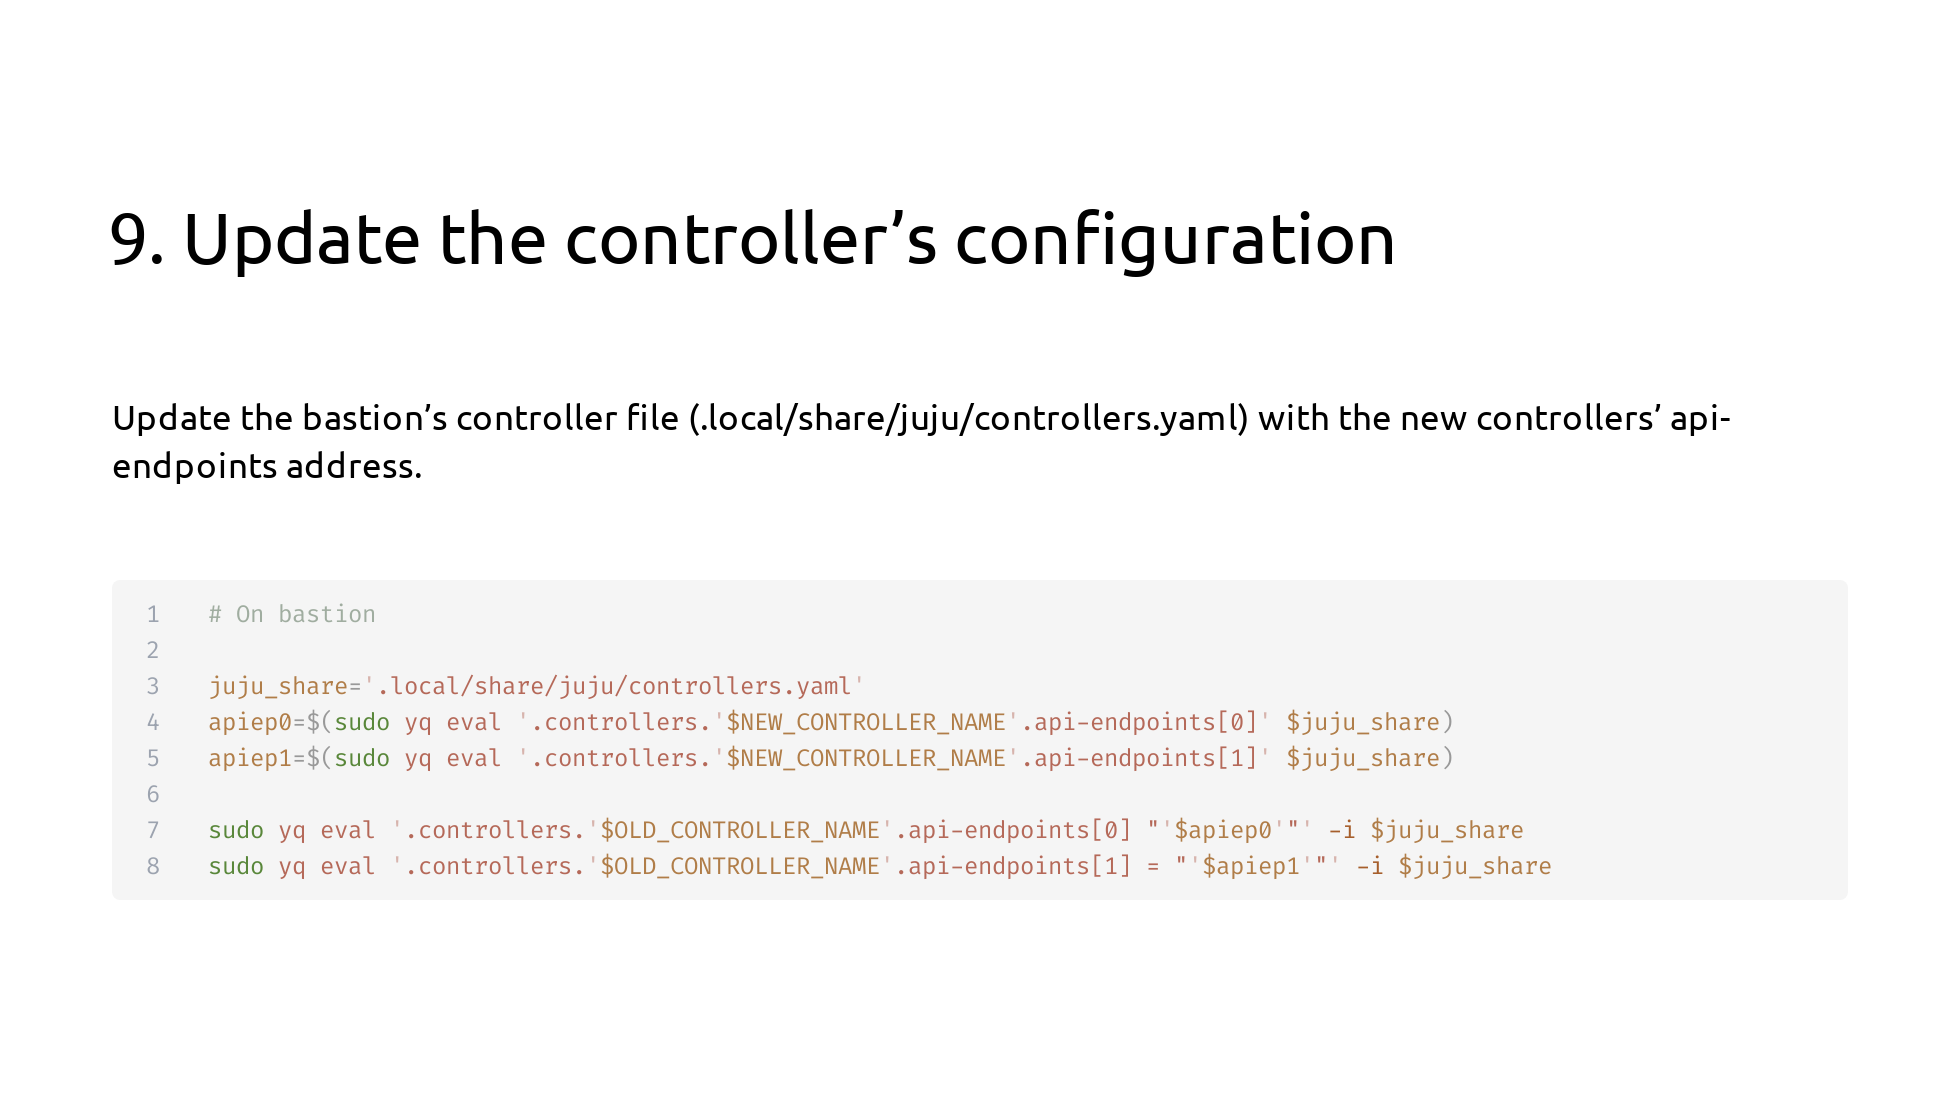 9. Update the controller’s configuration
Update the bastion’s controller file (.local/share/juju/controllers.yaml) with the new controllers’ api-
endpoints address.
1 # On bastion
2
3 juju_share='.local/share/juju/controllers.yaml'
4 apiep0=$(sudo yq eval '.controllers.'$NEW_CONTROLLER_NAME'.api-endpoints[0]' $juju_share)
5 apiep1=$(sudo yq eval '.controllers.'$NEW_CONTROLLER_NAME'.api-endpoints[1]' $juju_share)
6
7 sudo yq eval '.controllers.'$OLD_CONTROLLER_NAME'.api-endpoints[0] "'$apiep0'"' -i $juju_share
8 sudo yq eval '.controllers.'$OLD_CONTROLLER_NAME'.api-endpoints[1] = "'$apiep1'"' -i $juju_share